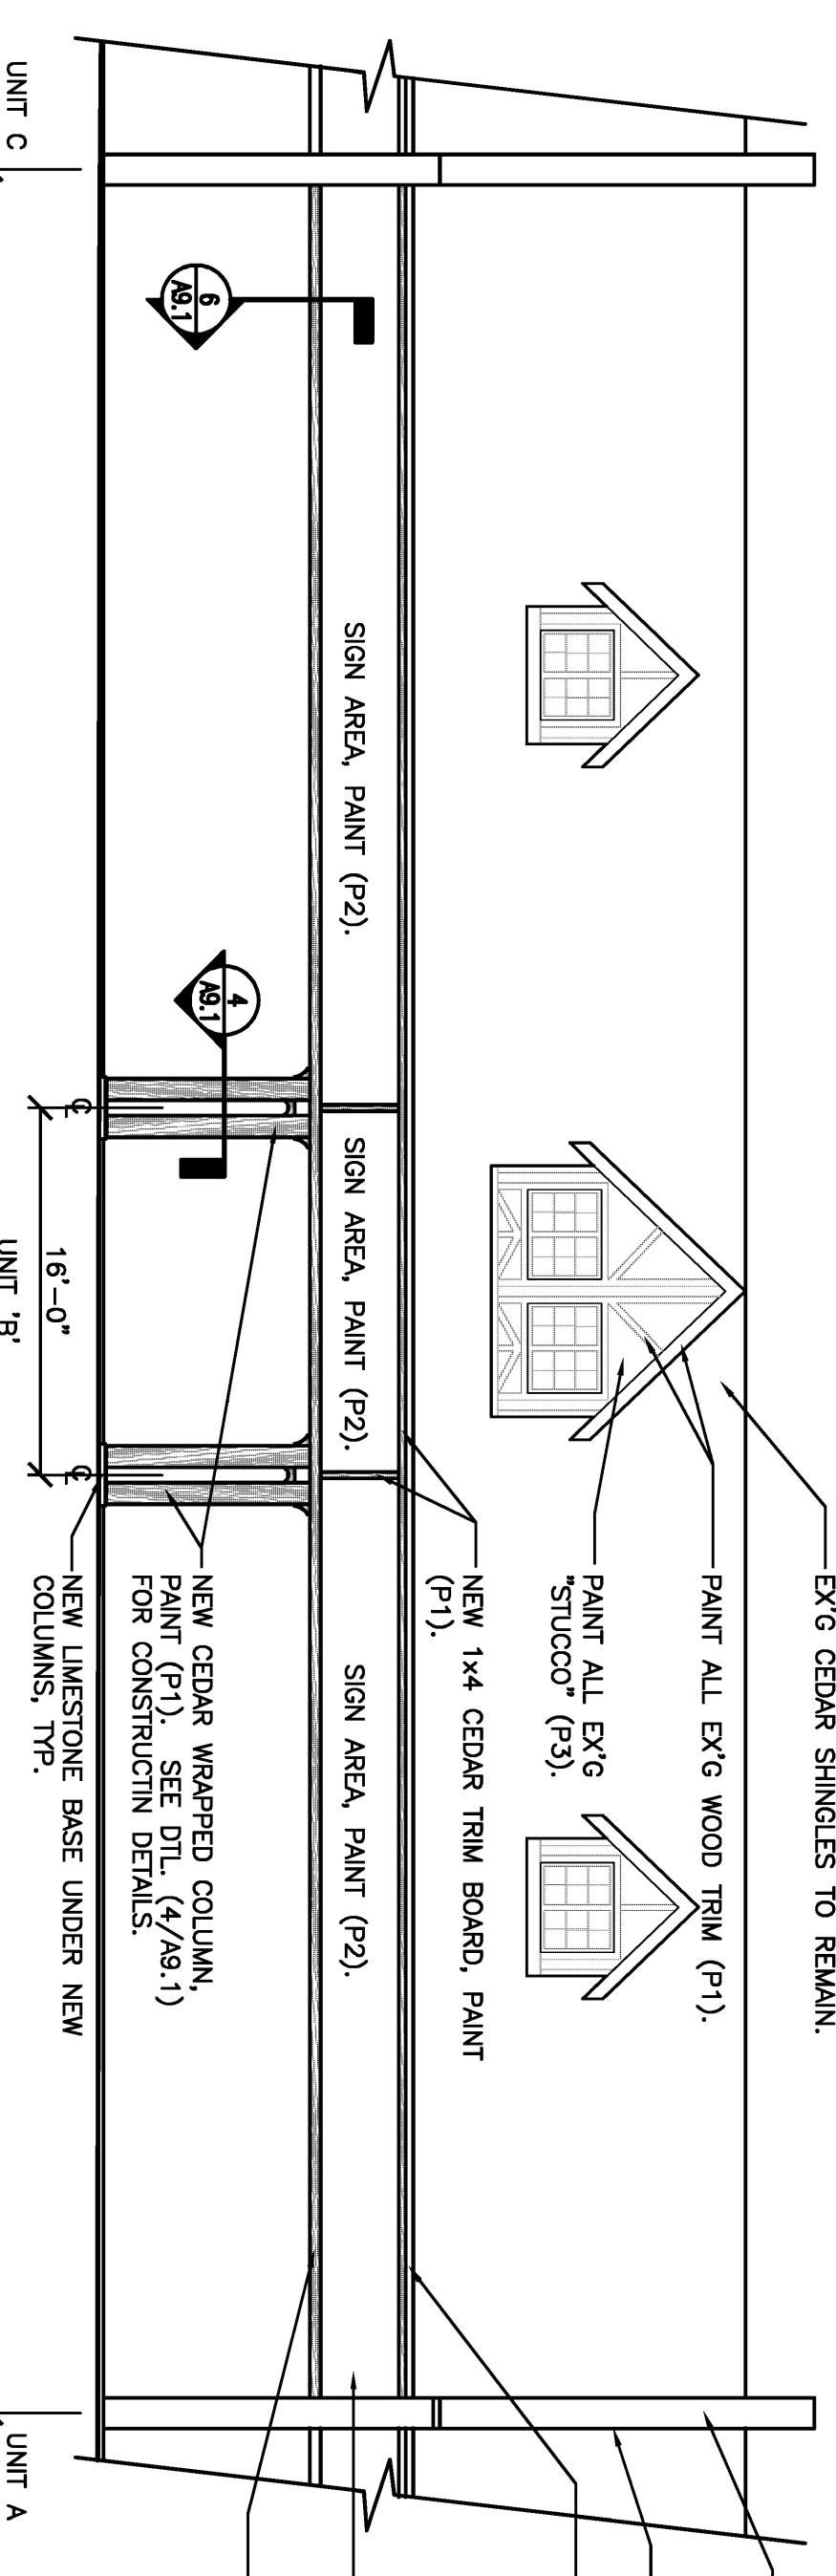 EX'G CEDAR SHINGLES TO REMAIN.
PAINT ALL EX'G WOOD TRIM (P1).
PAINT ALL EX'G
"STUCCO" (P3).
NEW 1x4 CEDAR TRIM BOARD, PAINT
(P1).
SIGN AREA, PAINT (P2).
SIGN AREA, PAINT (P2).
SIGN AREA, PAINT (P2).
6
A9.1
4
A9.1
NEW CEDAR WRAPPED COLUMN,
PAINT (P1). SEE DTL. (4/A9.1)
FOR CONSTRUCTIN DETAILS.
NEW LIMESTONE BASE UNDER NEW
COLUMNS, TYP.
CL
CL
16'-0"
UNIT C
UNIT 'B'
UNIT A